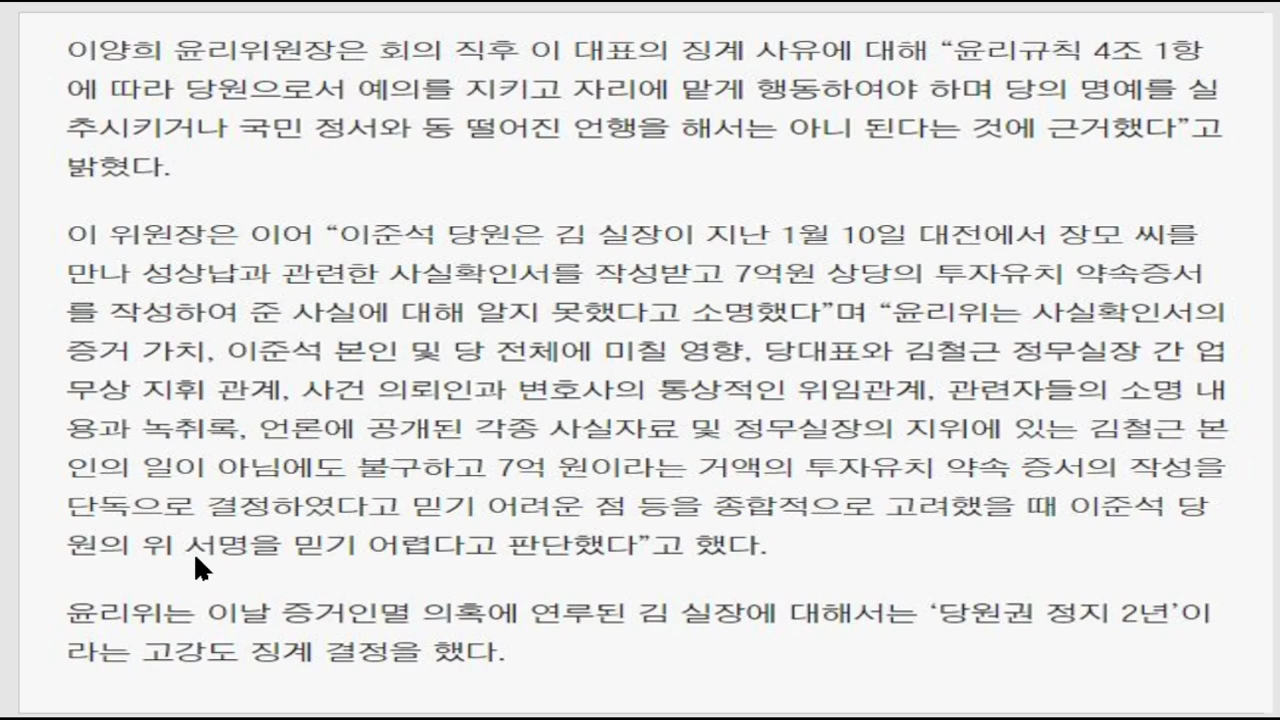 이양희 윤리위원장은 회의 직후 이 대표의 징계 사유에 대해 “윤리규칙 4조 1항
에 따라 당원으로서 예의를 지키고 자리에 맡게 행동하여야 하며 당의 명예를 실
추시키거나 국민 정서와 동 떨어진 언행을 해서는 아니 된다는 것에 근거했다”고
밝혔다.
이 위원장은 이어 “이준석 당원은 김 실장이 지난 1월 10일 대전에서 장모 씨를
만나 성상납과 관련한 사실확인서를 작성받고 7억원 상당의 투자유치 약속증서
를 작성하여 준 사실에 대해 알지 못했다고 소명했다”며 “윤리위는 사실확인서의
증거 가치, 이준석 본인 및 당 전체에 미칠 영향, 당대표와 김철근 정무실장 간 업
무상 지휘 관계, 사건 의뢰인과 변호사의 통상적인 위임관계, 관련자들의 소명 내
용과 녹취록, 언론에 공개된 각종 사실자료 및 정무실장의 지위에 있는 김철근 본
인의 일이 아님에도 불구하고 7억 원이라는 거액의 투자유치 약속 증서의 작성을
단독으로 결정하였다고 믿기 어려운 점 등을 종합적으로 고려했을 때 이준석 당
원의 위 서명을 믿기 어렵다고 판단했다”고 했다.
윤리위는 이날 증거인멸 의혹에 연루된 김 실장에 대해서는 ‘당원권 정지 2년’이
라는 고강도 징계 결정을 했다.